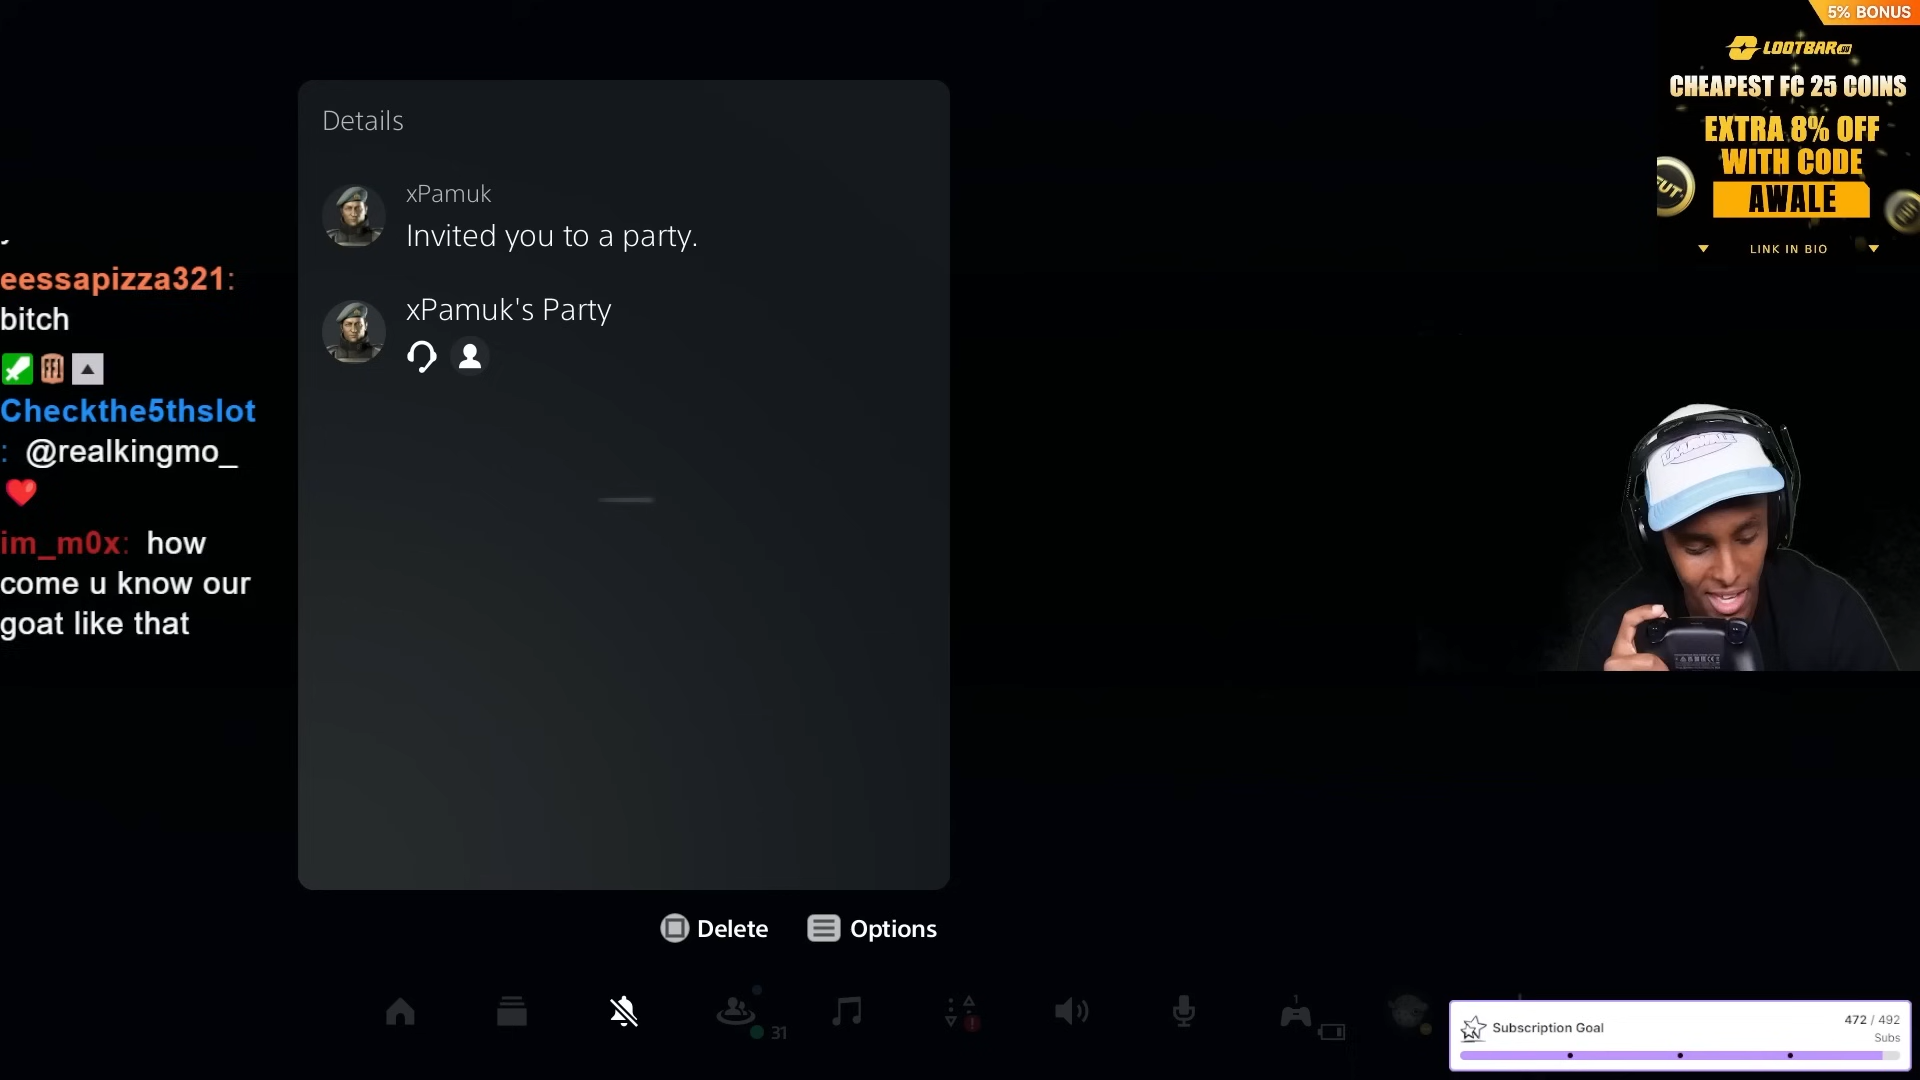 5% BONUS
LOOTBAR
CHEAPEST FC 25 COINS
EXTRA 8% OFF
WITH CODE
AWALE
LINK IN BIO
Details
xPamuk
Invited you to a party.
xPamuk's Party
eessapizza321:
bitch
Checkthe5thslot
: @realkingmo_
im_m0x: how
come u know our
goat like that
Delete
Options
31
1
Subscription Goal
472 / 492
Subs